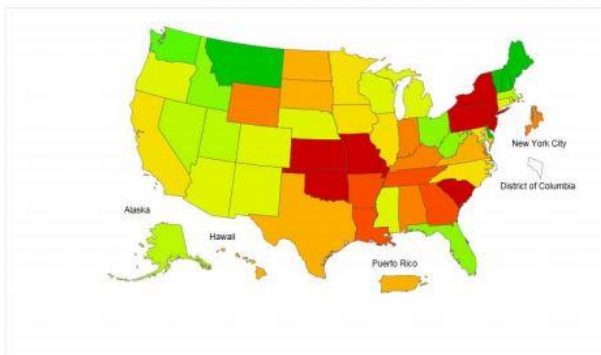 New York City
District of Columbia
Alaska
Hawaii
Puerto Rico